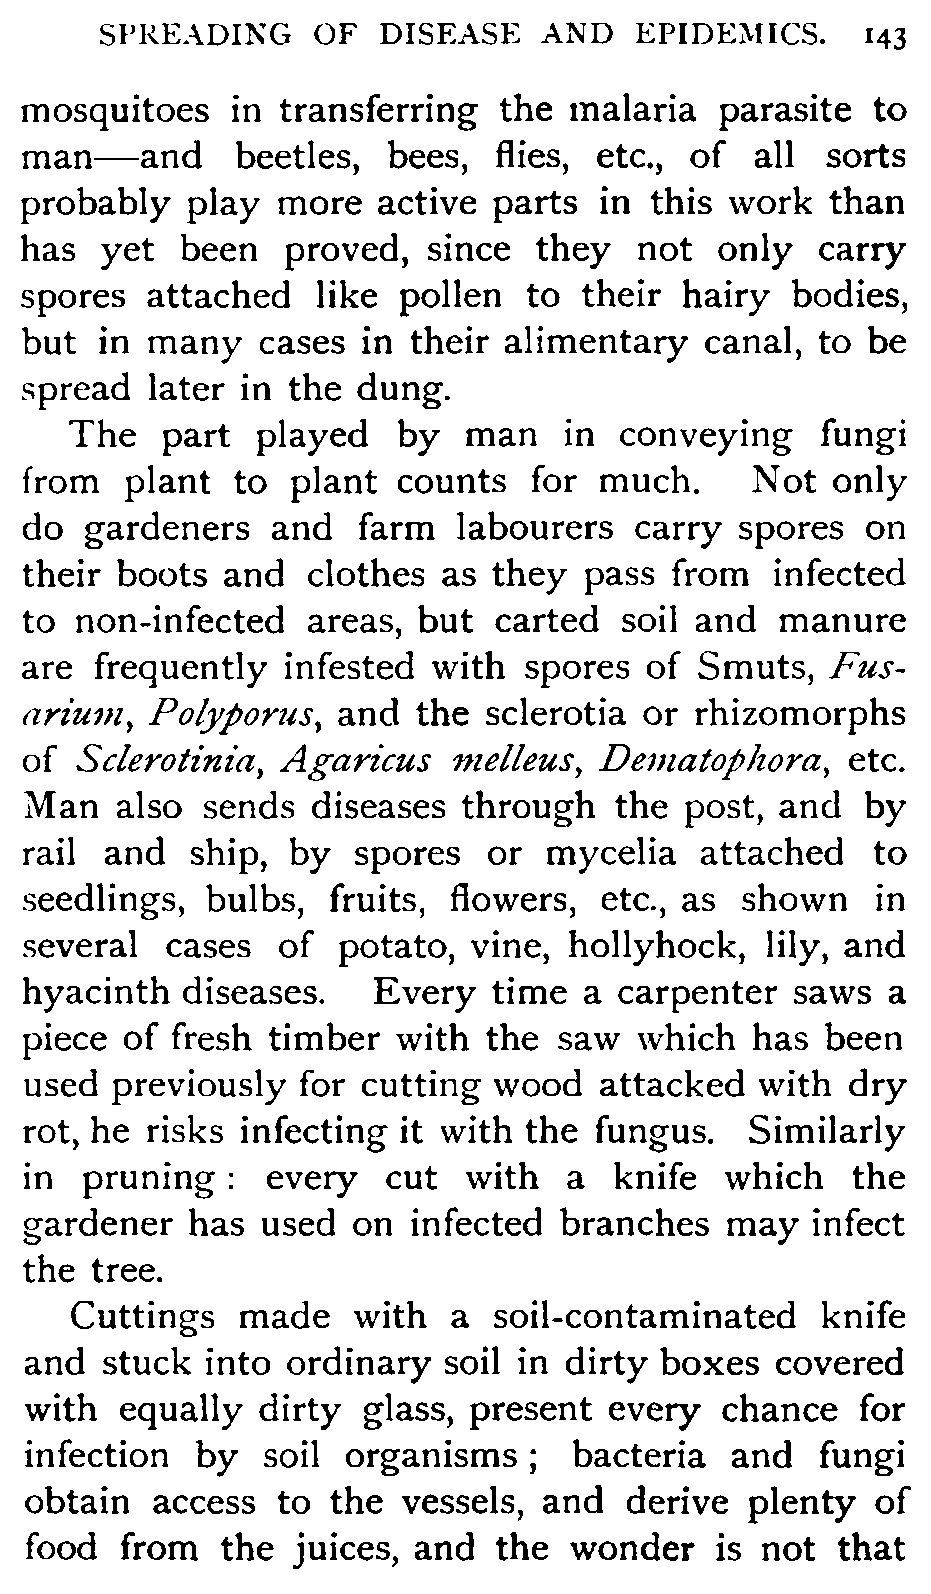 SPREADING OF DISEASE AND EPIDEMICS. 143
mosquitoes in transferring the malaria parasite to
man—and beetles, bees, flies, etc., of all sorts
probably play more active parts in this work than
has yet been proved, since they not only carry
spores attached like pollen to their hairy bodies,
but in many cases in their alimentary canal, to be
spread later in the dung.
The part played by man in conveying fungi
from plant to plant counts for much. Not only
do gardeners and farm labourers carry spores on
their boots and clothes as they pass from infected
to non-infected areas, but carted soil and manure
are frequently infested with spores of Smuts, Fus-
arium, Polyporus, and the sclerotia or rhizomorphs
of Sclerotinia, Agaricus melleus, Dematophora, etc.
Man also sends diseases through the post, and by
rail and ship, by spores or mycelia attached to
seedlings, bulbs, fruits, flowers, etc., as shown in
several cases of potato, vine, hollyhock, lily, and
hyacinth diseases. Every time a carpenter saws a
piece of fresh timber with the saw which has been
used previously for cutting wood attacked with dry
rot, he risks infecting it with the fungus. Similarly
in pruning : every cut with a knife which the
gardener has used on infected branches may infect
the tree.
Cuttings made with a soil-contaminated knife
and stuck into ordinary soil in dirty boxes covered
with equally dirty glass, present every chance for
infection by soil organisms ; bacteria and fungi
obtain access to the vessels, and derive plenty of
food from the juices, and the wonder is not that